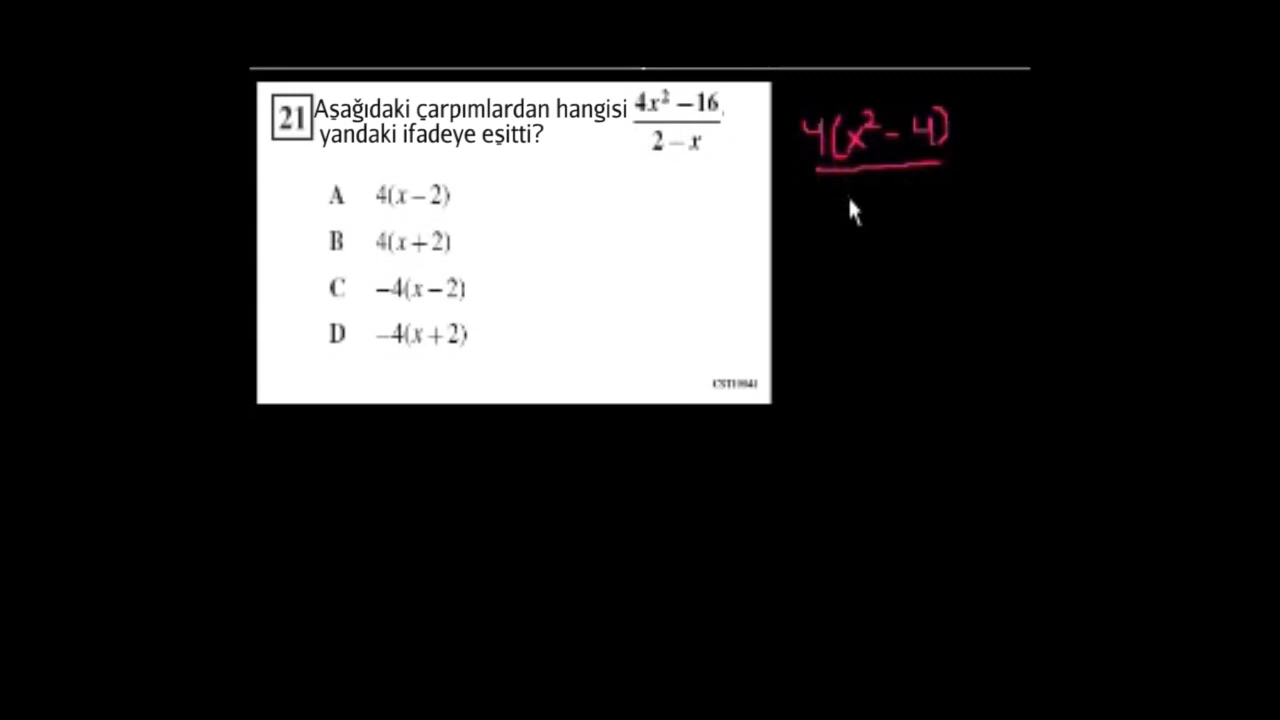 21 Aşağıdaki çarpımlardan hangisi
yandaki ifadeye eşitti?
4x² − 16
2 − x
A 4(x − 2)
B 4(x + 2)
C −4(x − 2)
D −4(x + 2)
4(x² − 4)